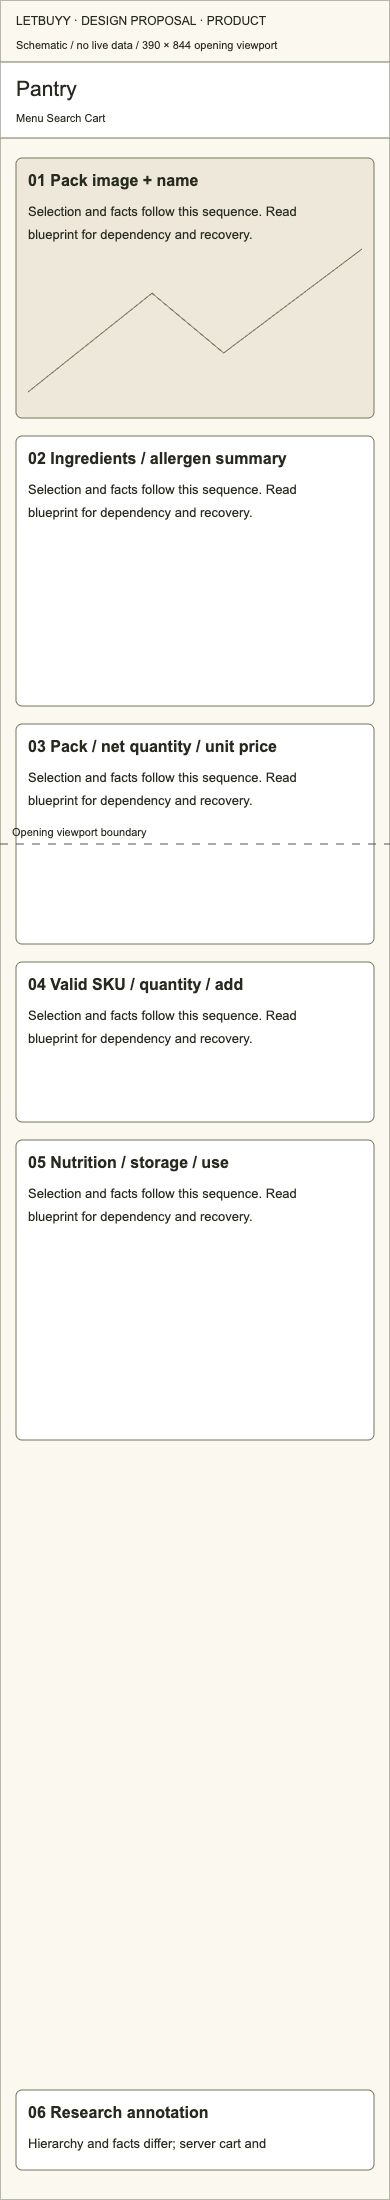 LETBUYY · DESIGN PROPOSAL · PRODUCT
Schematic / no live data / 390 × 844 opening viewport
Pantry
Menu Search Cart
01 Pack image + name
Selection and facts follow this sequence. Read
blueprint for dependency and recovery.
02 Ingredients / allergen summary
Selection and facts follow this sequence. Read
blueprint for dependency and recovery.
03 Pack / net quantity / unit price
Selection and facts follow this sequence. Read
blueprint for dependency and recovery.
Opening viewport boundary
04 Valid SKU / quantity / add
Selection and facts follow this sequence. Read
blueprint for dependency and recovery.
05 Nutrition / storage / use
Selection and facts follow this sequence. Read
blueprint for dependency and recovery.
06 Research annotation
Hierarchy and facts differ; server cart and